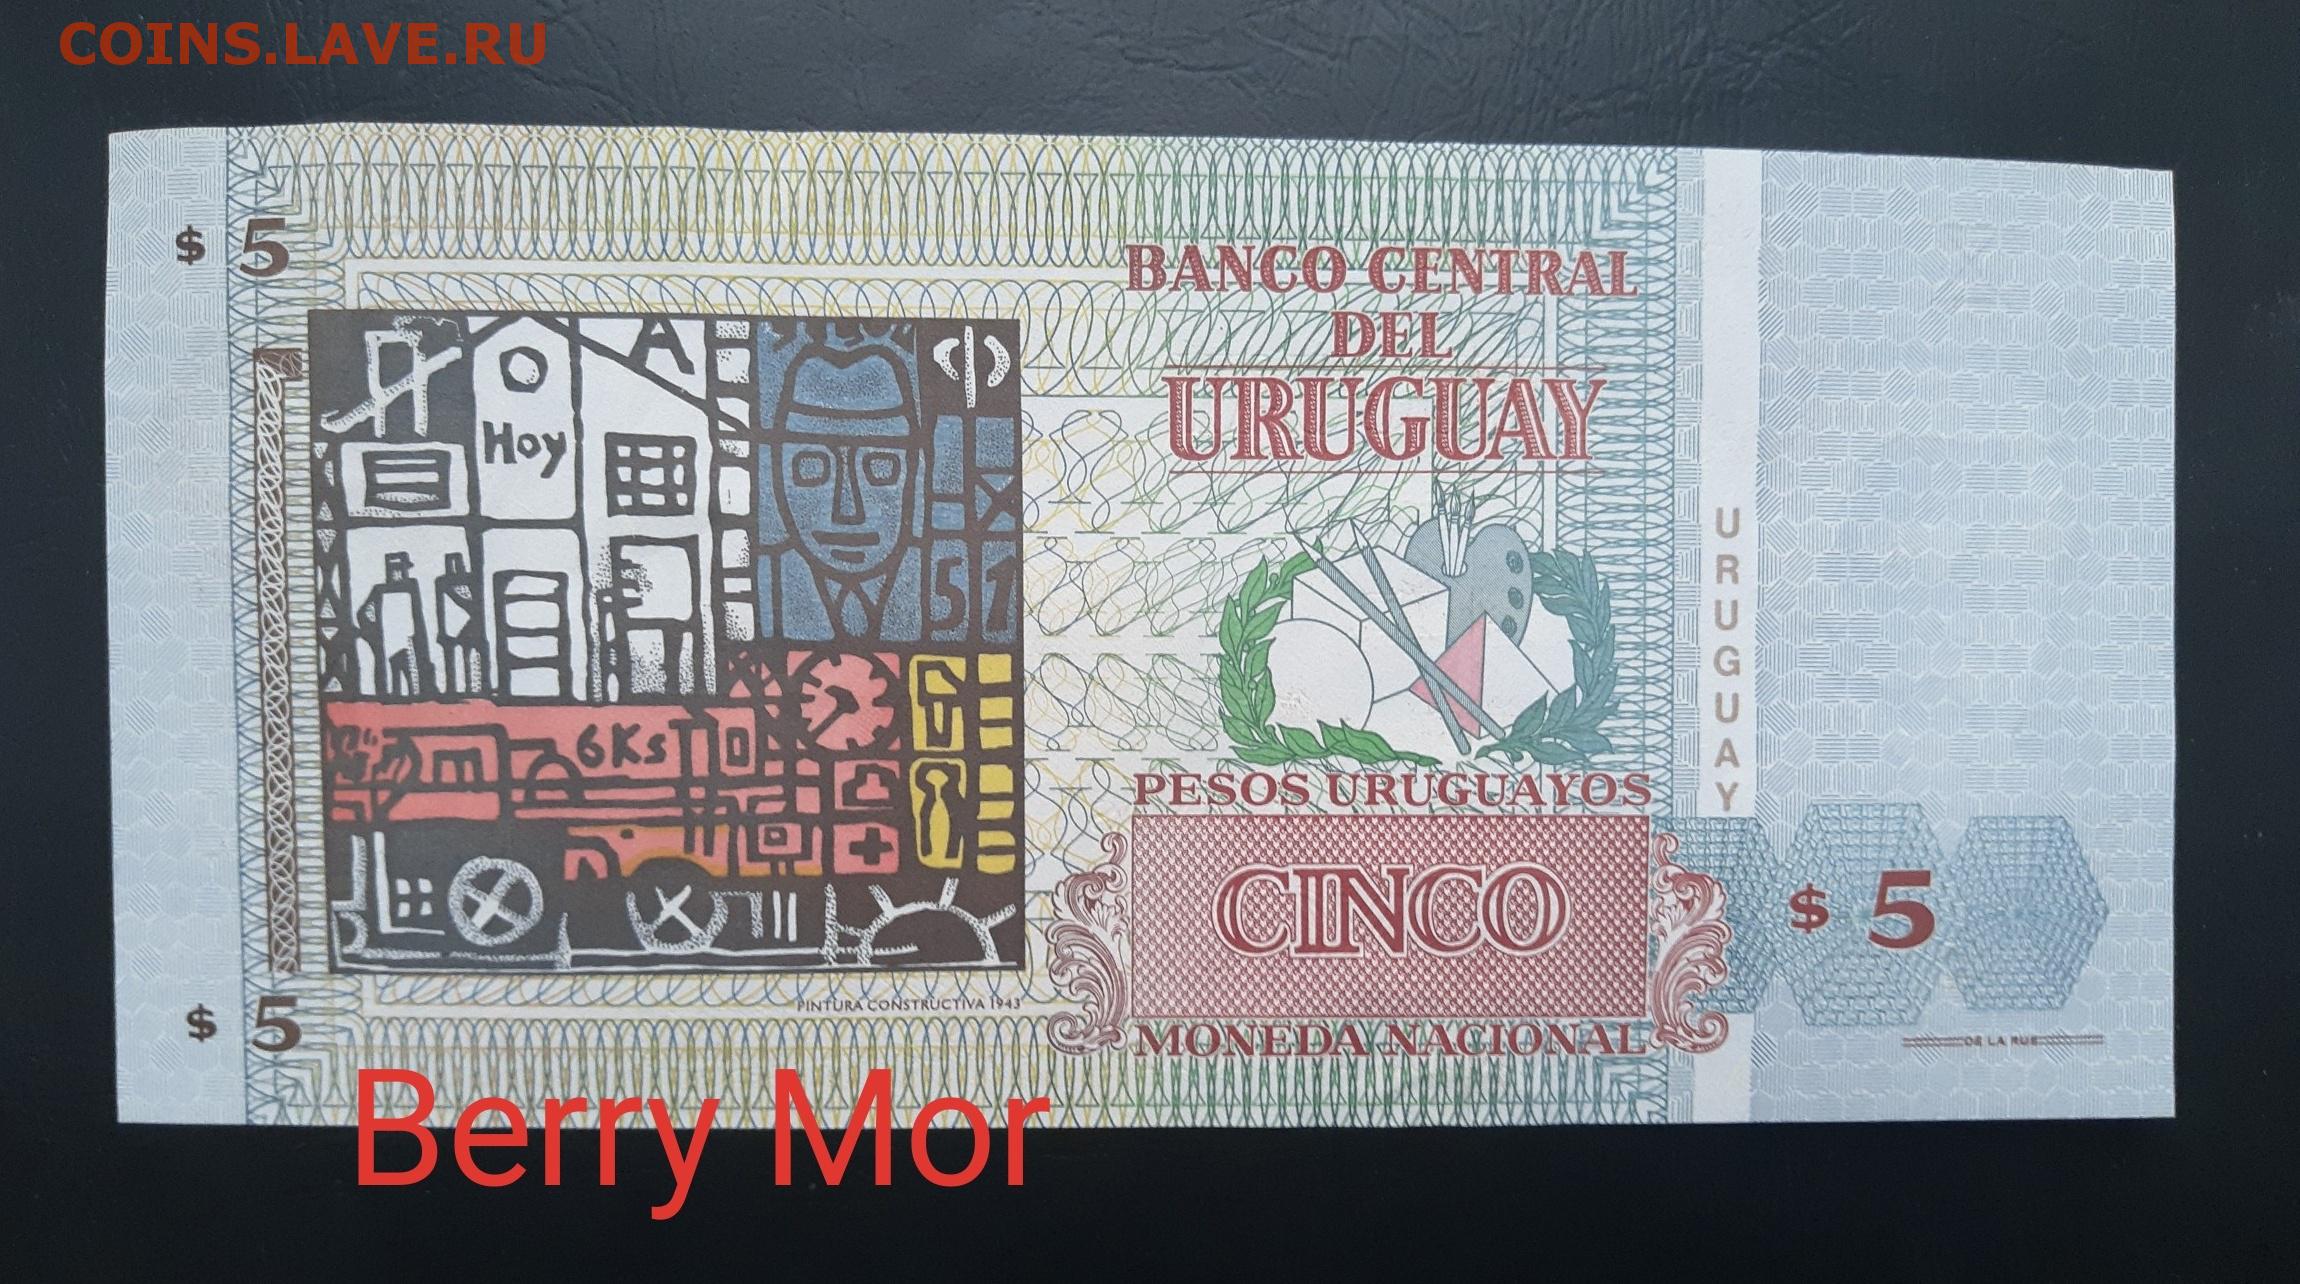 COINS.LAVE.RU
$ 5
BANCO CENTRAL
DEL
URUGUAY
A
Hoy
51
6Ks
URUGUAY
PESOS URUGUAYOS
CINCO
$ 5
PINTURA CONSTRUCTIVA 1943
$ 5
MONEDA NACIONAL
DE LA RUE
Berry Mor